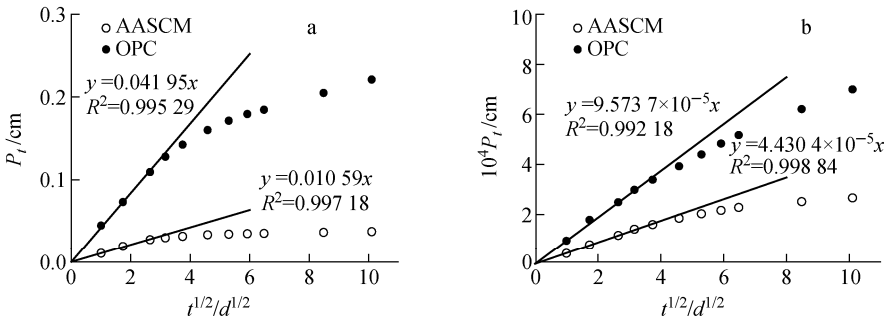 a
AASCM
OPC
y=0.041 95x
R²=0.995 29
y=0.010 59x
R²=0.997 18
Pₜ/cm
0.3
0.2
0.1
0.0
0 2 4 6 8 10
t^1/2/d^1/2
b
AASCM
OPC
y=9.573 7×10⁻⁵x
R²=0.992 18
y=4.430 4×10⁻⁵x
R²=0.998 84
10⁴Pₜ/cm
10
8
6
4
2
0
0 2 4 6 8 10
t^1/2/d^1/2